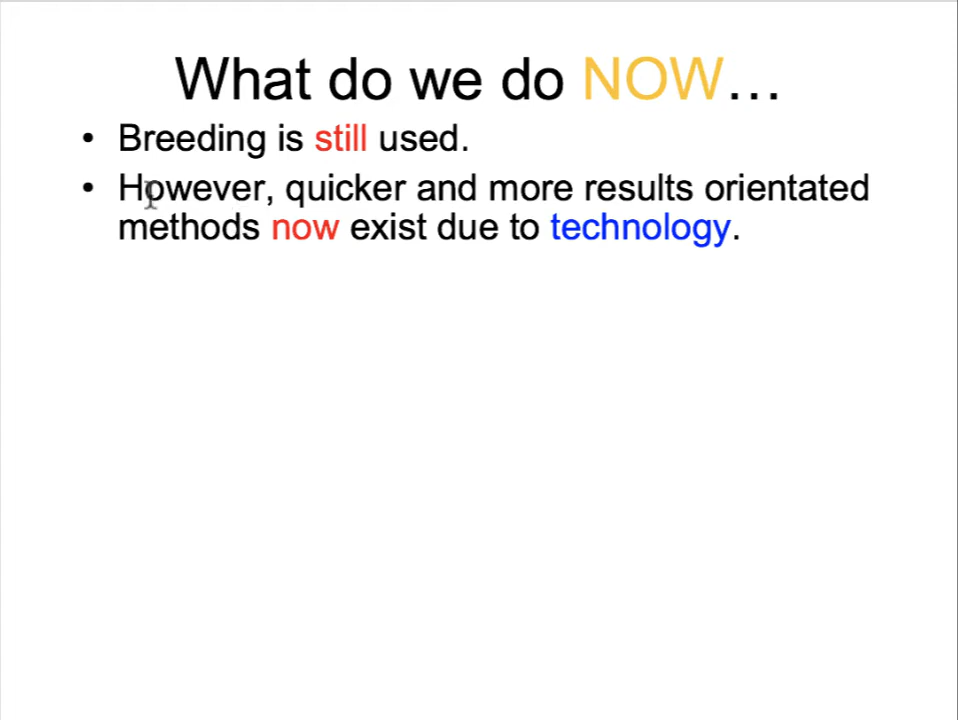 What do we do NOW…
• Breeding is still used.
• However, quicker and more results orientated
methods now exist due to technology.